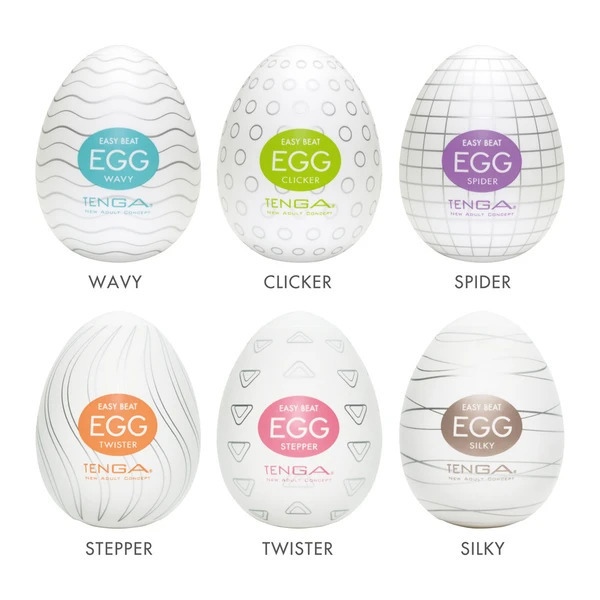 EASY BEAT
EGG
WAVY
TENGA®
NEW ADULT CONCEPT
EASY BEAT
EGG
CLICKER
TENGA®
NEW ADULT CONCEPT
EASY BEAT
EGG
SPIDER
TENGA®
NEW ADULT CONCEPT
WAVY
CLICKER
SPIDER
EASY BEAT
EGG
TWISTER
TENGA®
NEW ADULT CONCEPT
EASY BEAT
EGG
STEPPER
TENGA®
NEW ADULT CONCEPT
EASY BEAT
EGG
SILKY
TENGA®
NEW ADULT CONCEPT
STEPPER
TWISTER
SILKY